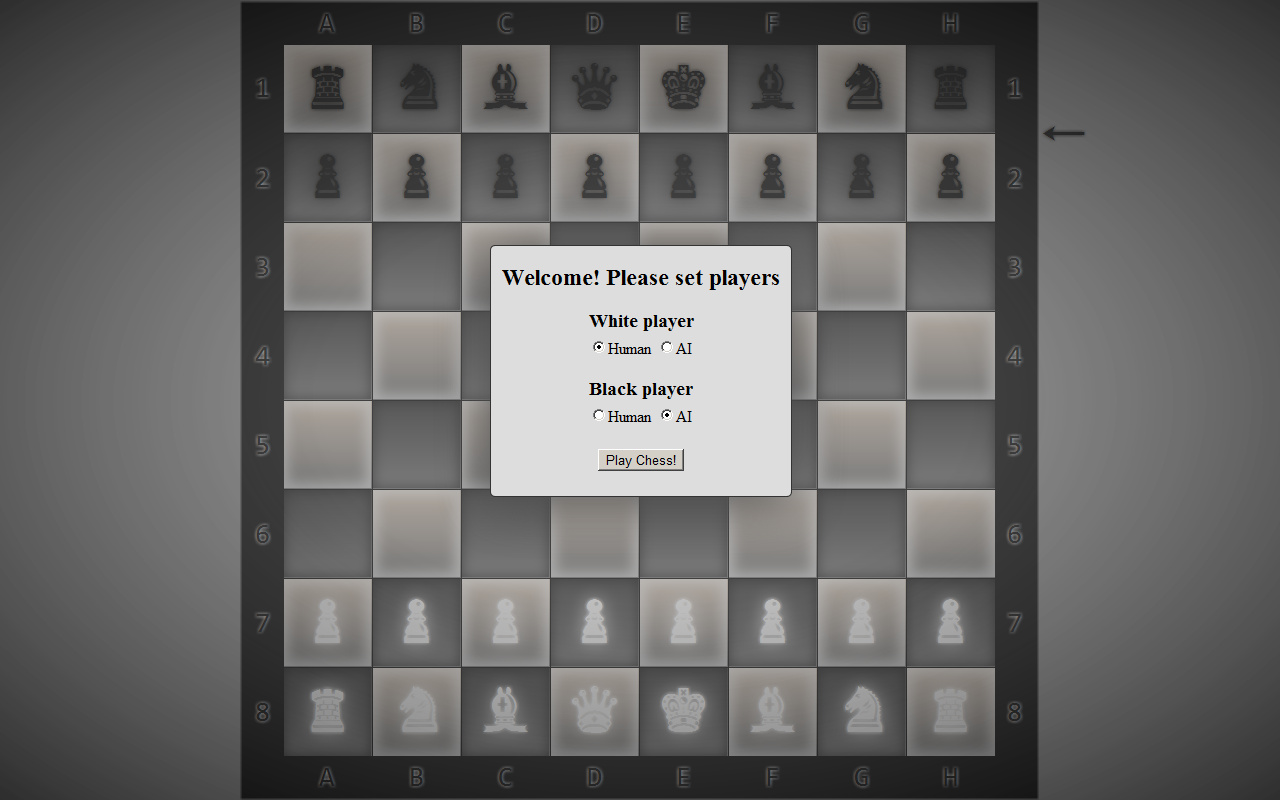 A B C D E F G H
1 1
2 2
3 3
Welcome! Please set players
White player
4 4
Human AI
Black player
Human AI
5 5
Play Chess!
6 6
7 7
8 8
A B C D E F G H